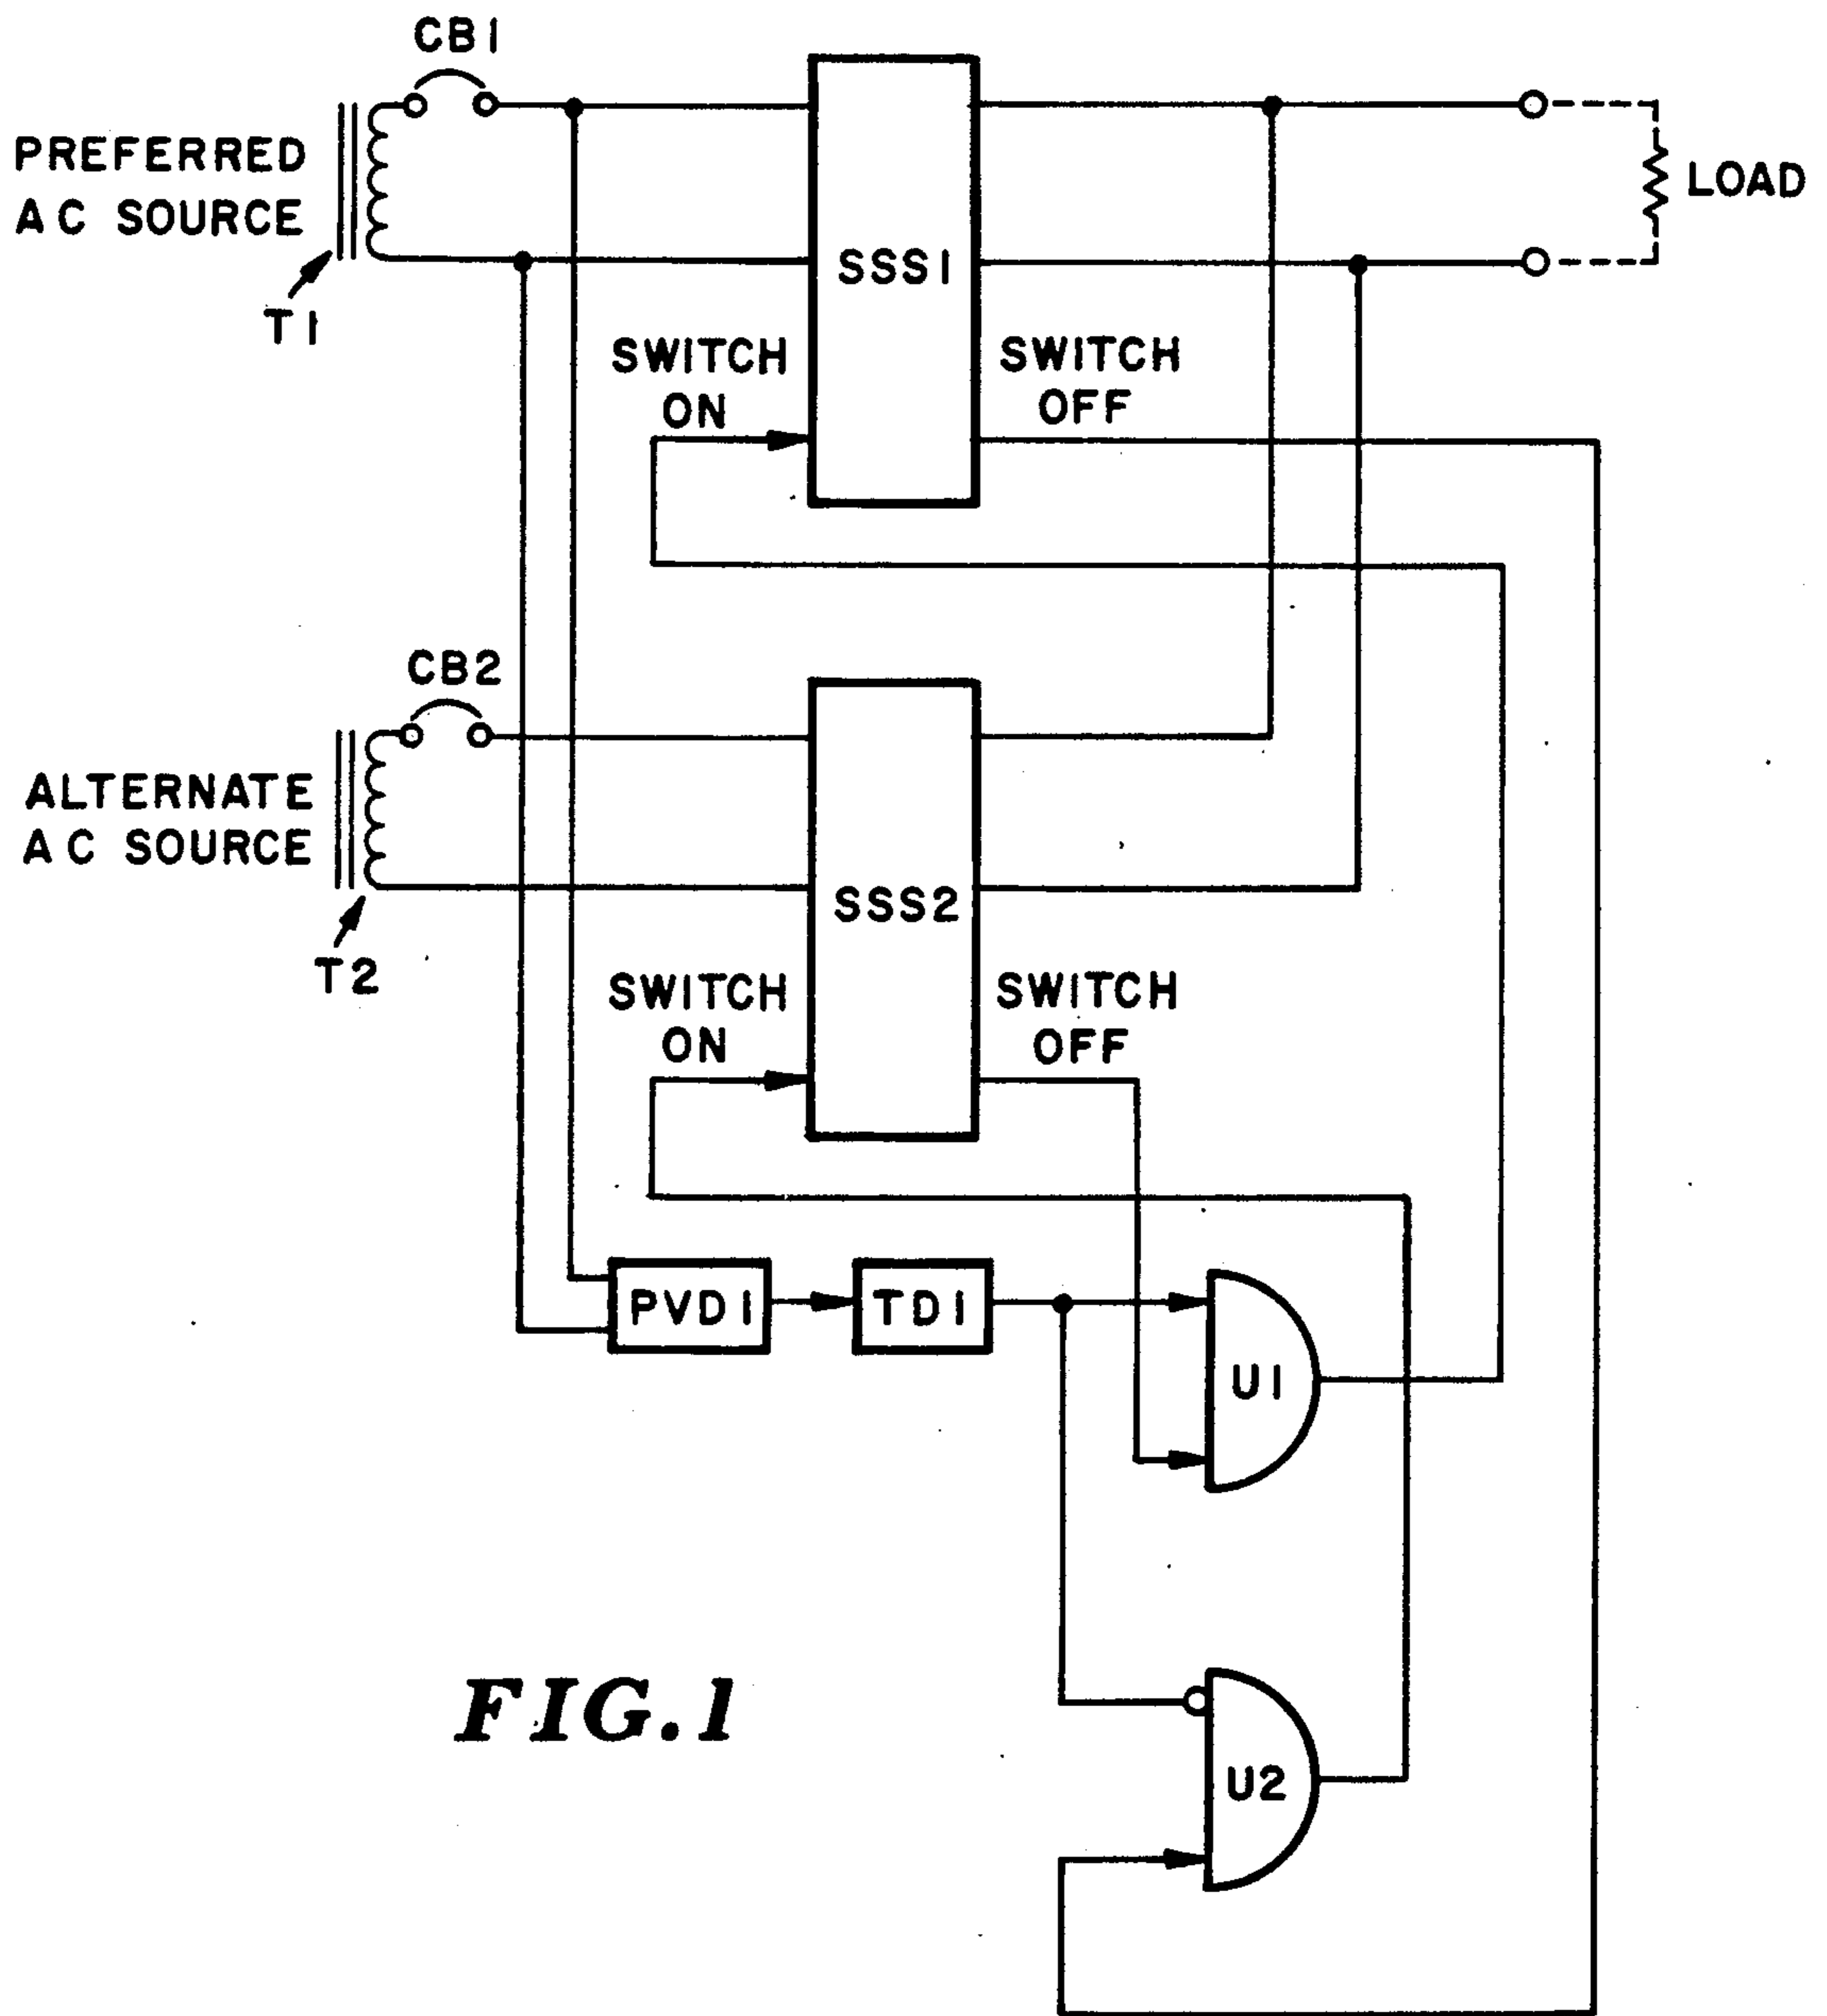 CB1
PREFERRED
AC SOURCE
T1
LOAD
SSS1
SWITCH
ON
SWITCH
OFF
CB2
ALTERNATE
AC SOURCE
T2
SSS2
SWITCH
ON
SWITCH
OFF
PVD1
TD1
U1
U2
FIG.1